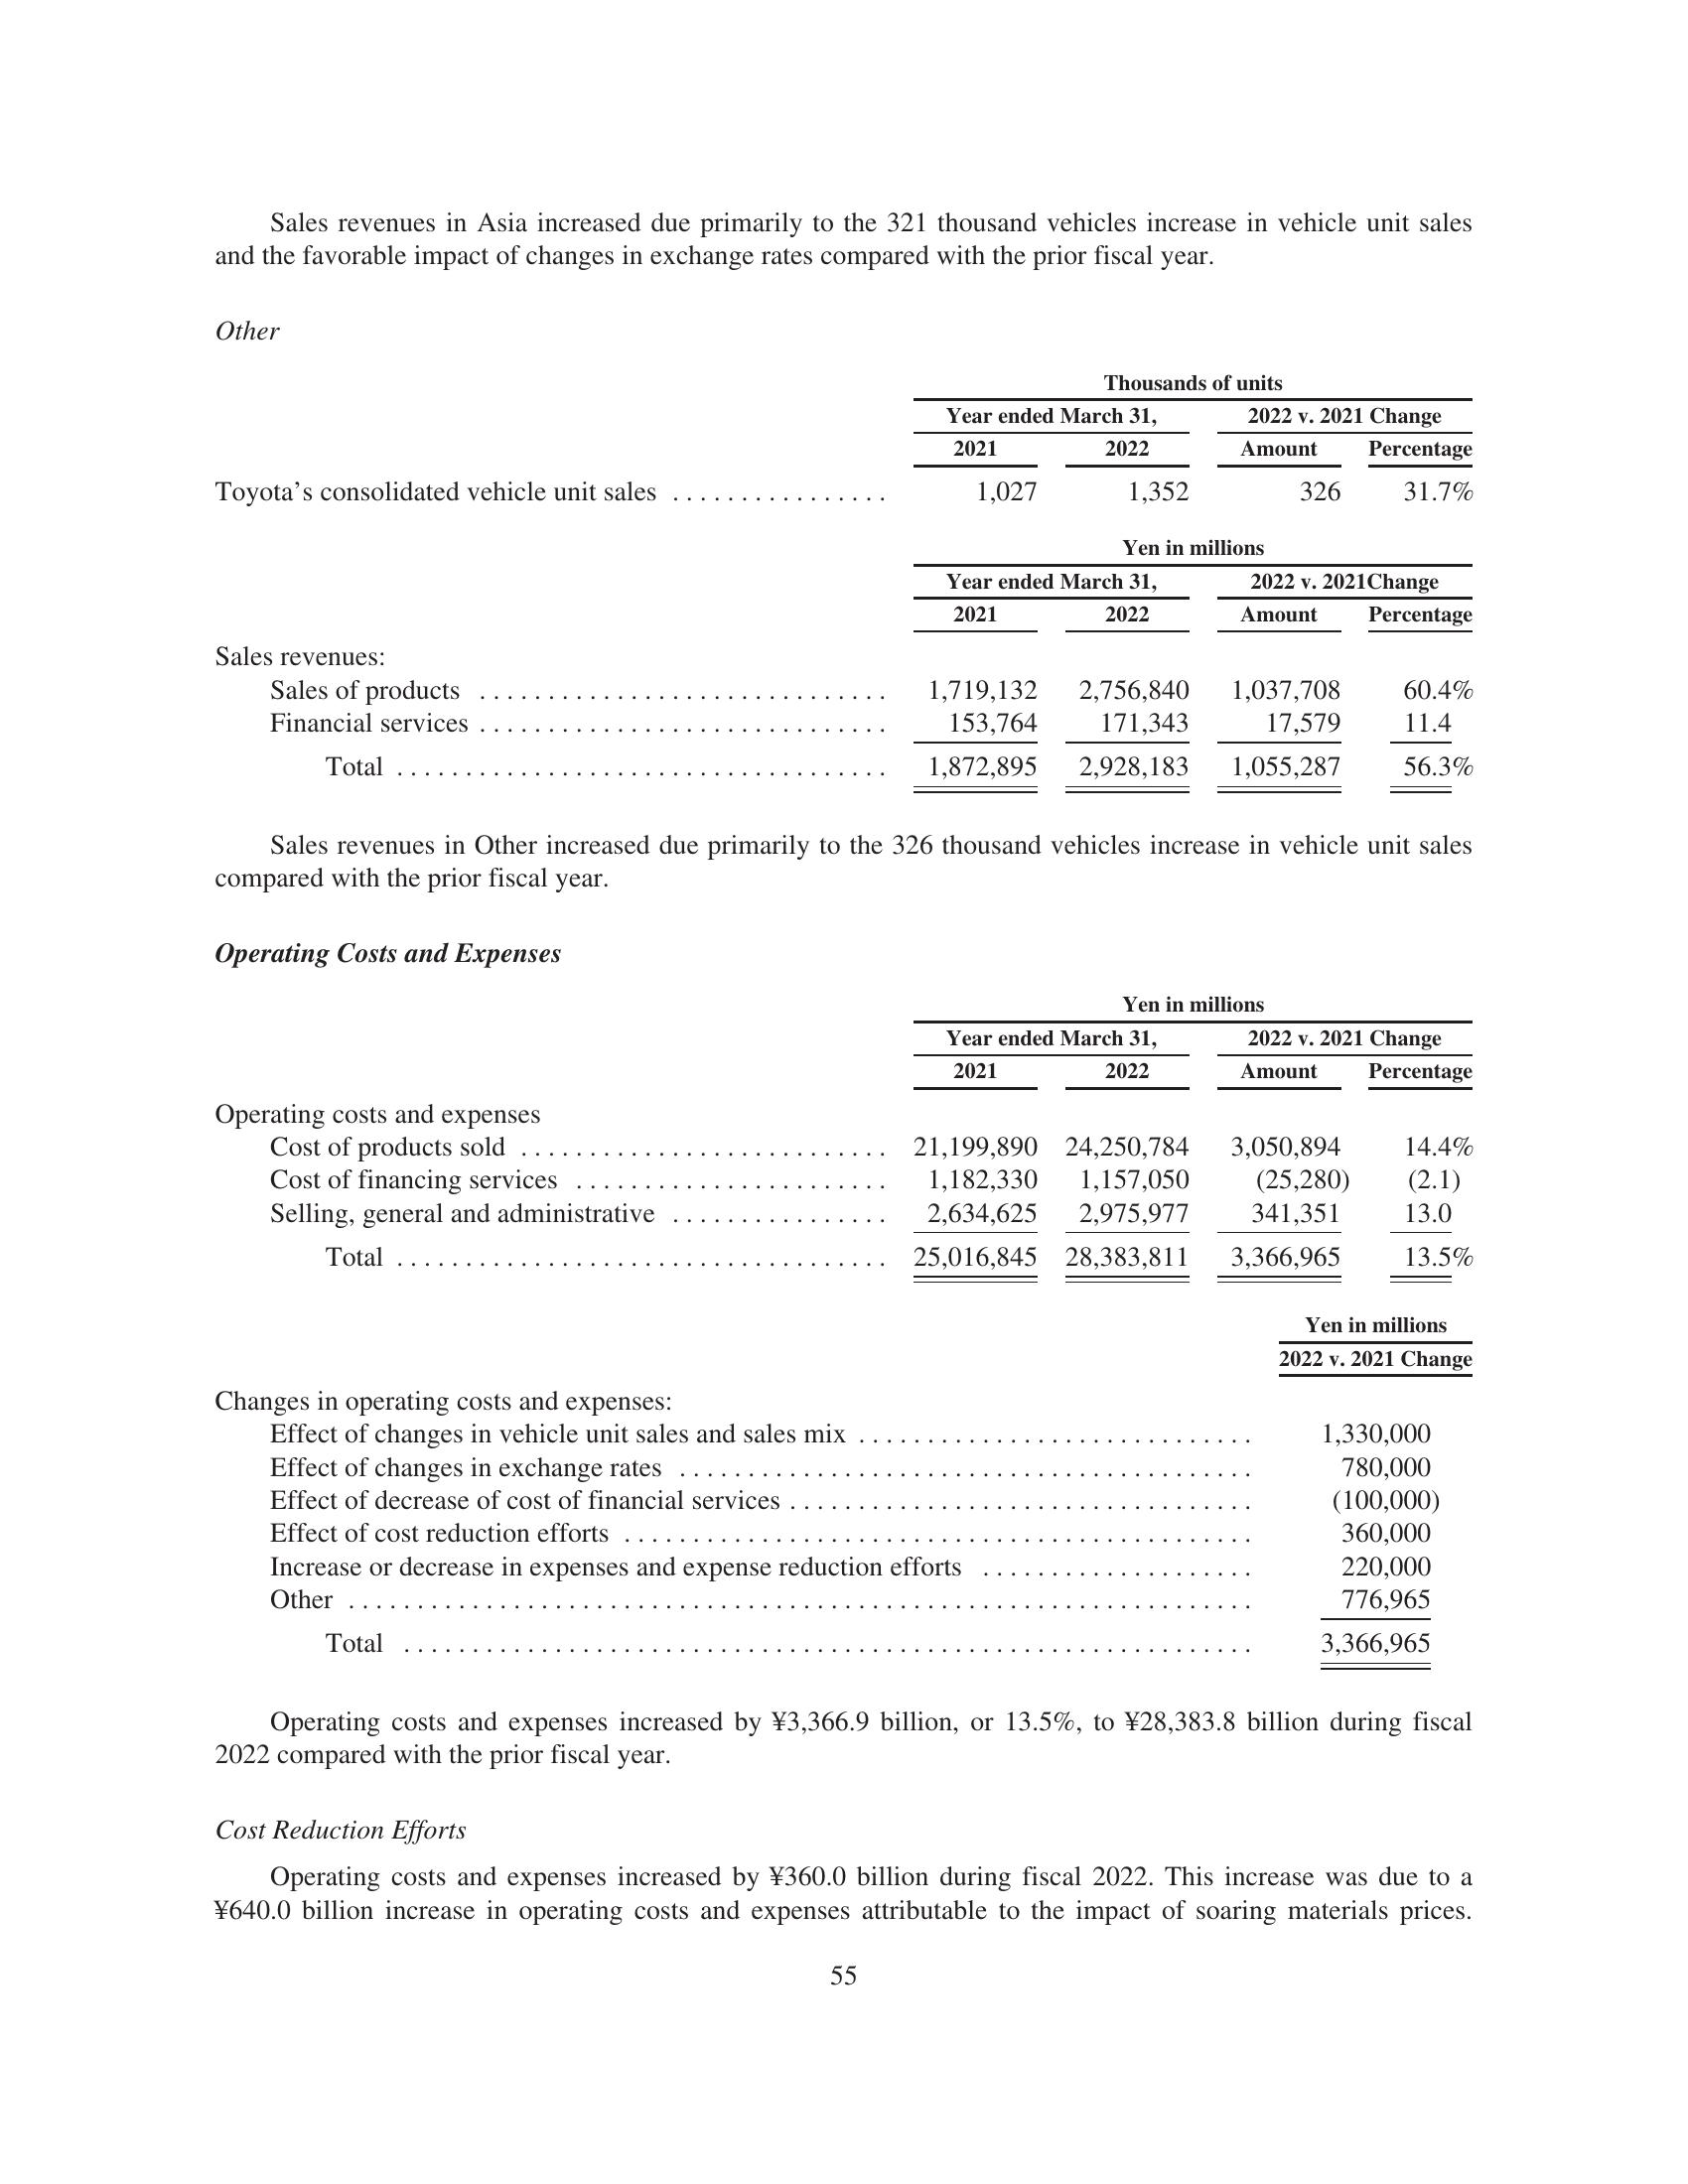 Sales revenues in Asia increased due primarily to the 321 thousand vehicles increase in vehicle unit sales
and the favorable impact of changes in exchange rates compared with the prior fiscal year.
Other
Thousands of units
Year ended March 31, 2022 v. 2021 Change
2021 2022 Amount Percentage
Toyota’s consolidated vehicle unit sales . . . . . . . . . . . . . . . . 1,027 1,352 326 31.7%
Yen in millions
Year ended March 31, 2022 v. 2021Change
2021 2022 Amount Percentage
Sales revenues:
Sales of products . . . . . . . . . . . . . . . . . . . . . . . . . . . . . . 1,719,132 2,756,840 1,037,708 60.4%
Financial services . . . . . . . . . . . . . . . . . . . . . . . . . . . . . . 153,764 171,343 17,579 11.4
Total . . . . . . . . . . . . . . . . . . . . . . . . . . . . . . . . . . . . 1,872,895 2,928,183 1,055,287 56.3%
Sales revenues in Other increased due primarily to the 326 thousand vehicles increase in vehicle unit sales
compared with the prior fiscal year.
Operating Costs and Expenses
Yen in millions
Year ended March 31, 2022 v. 2021 Change
2021 2022 Amount Percentage
Operating costs and expenses
Cost of products sold . . . . . . . . . . . . . . . . . . . . . . . . . . . 21,199,890 24,250,784 3,050,894 14.4%
Cost of financing services . . . . . . . . . . . . . . . . . . . . . . . 1,182,330 1,157,050 (25,280) (2.1)
Selling, general and administrative . . . . . . . . . . . . . . . . 2,634,625 2,975,977 341,351 13.0
Total . . . . . . . . . . . . . . . . . . . . . . . . . . . . . . . . . . . . 25,016,845 28,383,811 3,366,965 13.5%
Yen in millions
2022 v. 2021 Change
Changes in operating costs and expenses:
Effect of changes in vehicle unit sales and sales mix . . . . . . . . . . . . . . . . . . . . . . . . . . . . . 1,330,000
Effect of changes in exchange rates . . . . . . . . . . . . . . . . . . . . . . . . . . . . . . . . . . . . . . . . . . 780,000
Effect of decrease of cost of financial services . . . . . . . . . . . . . . . . . . . . . . . . . . . . . . . . . . (100,000)
Effect of cost reduction efforts . . . . . . . . . . . . . . . . . . . . . . . . . . . . . . . . . . . . . . . . . . . . . . 360,000
Increase or decrease in expenses and expense reduction efforts . . . . . . . . . . . . . . . . . . . . 220,000
Other . . . . . . . . . . . . . . . . . . . . . . . . . . . . . . . . . . . . . . . . . . . . . . . . . . . . . . . . . . . . . . . . . . 776,965
Total . . . . . . . . . . . . . . . . . . . . . . . . . . . . . . . . . . . . . . . . . . . . . . . . . . . . . . . . . . . . . . 3,366,965
Operating costs and expenses increased by ¥3,366.9 billion, or 13.5%, to ¥28,383.8 billion during fiscal
2022 compared with the prior fiscal year.
Cost Reduction Efforts
Operating costs and expenses increased by ¥360.0 billion during fiscal 2022. This increase was due to a
¥640.0 billion increase in operating costs and expenses attributable to the impact of soaring materials prices.
55